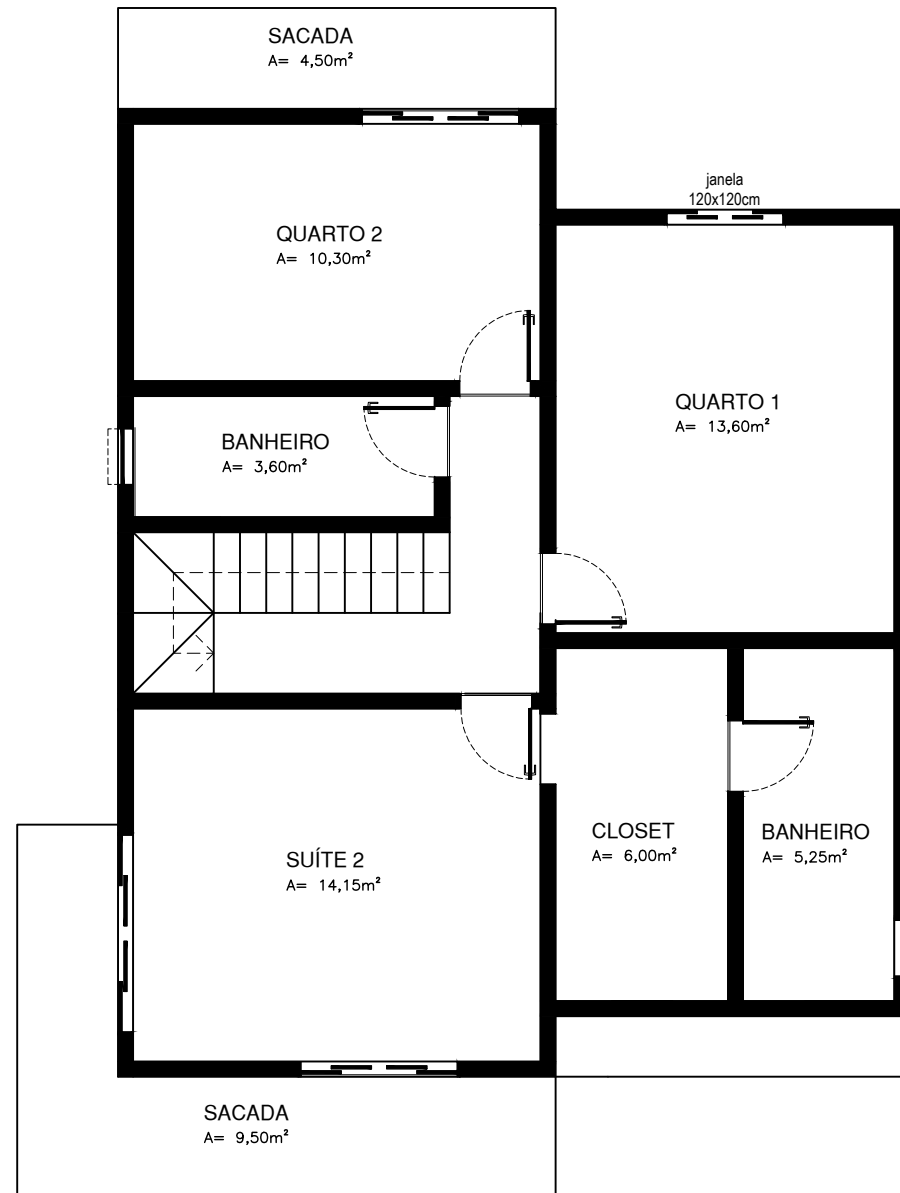 SACADA
A= 4,50m²
janela
120x120cm
QUARTO 2
A= 10,30m²
QUARTO 1
A= 13,60m²
BANHEIRO
A= 3,60m²
CLOSET
A= 6,00m²
BANHEIRO
A= 5,25m²
SUÍTE 2
A= 14,15m²
SACADA
A= 9,50m²